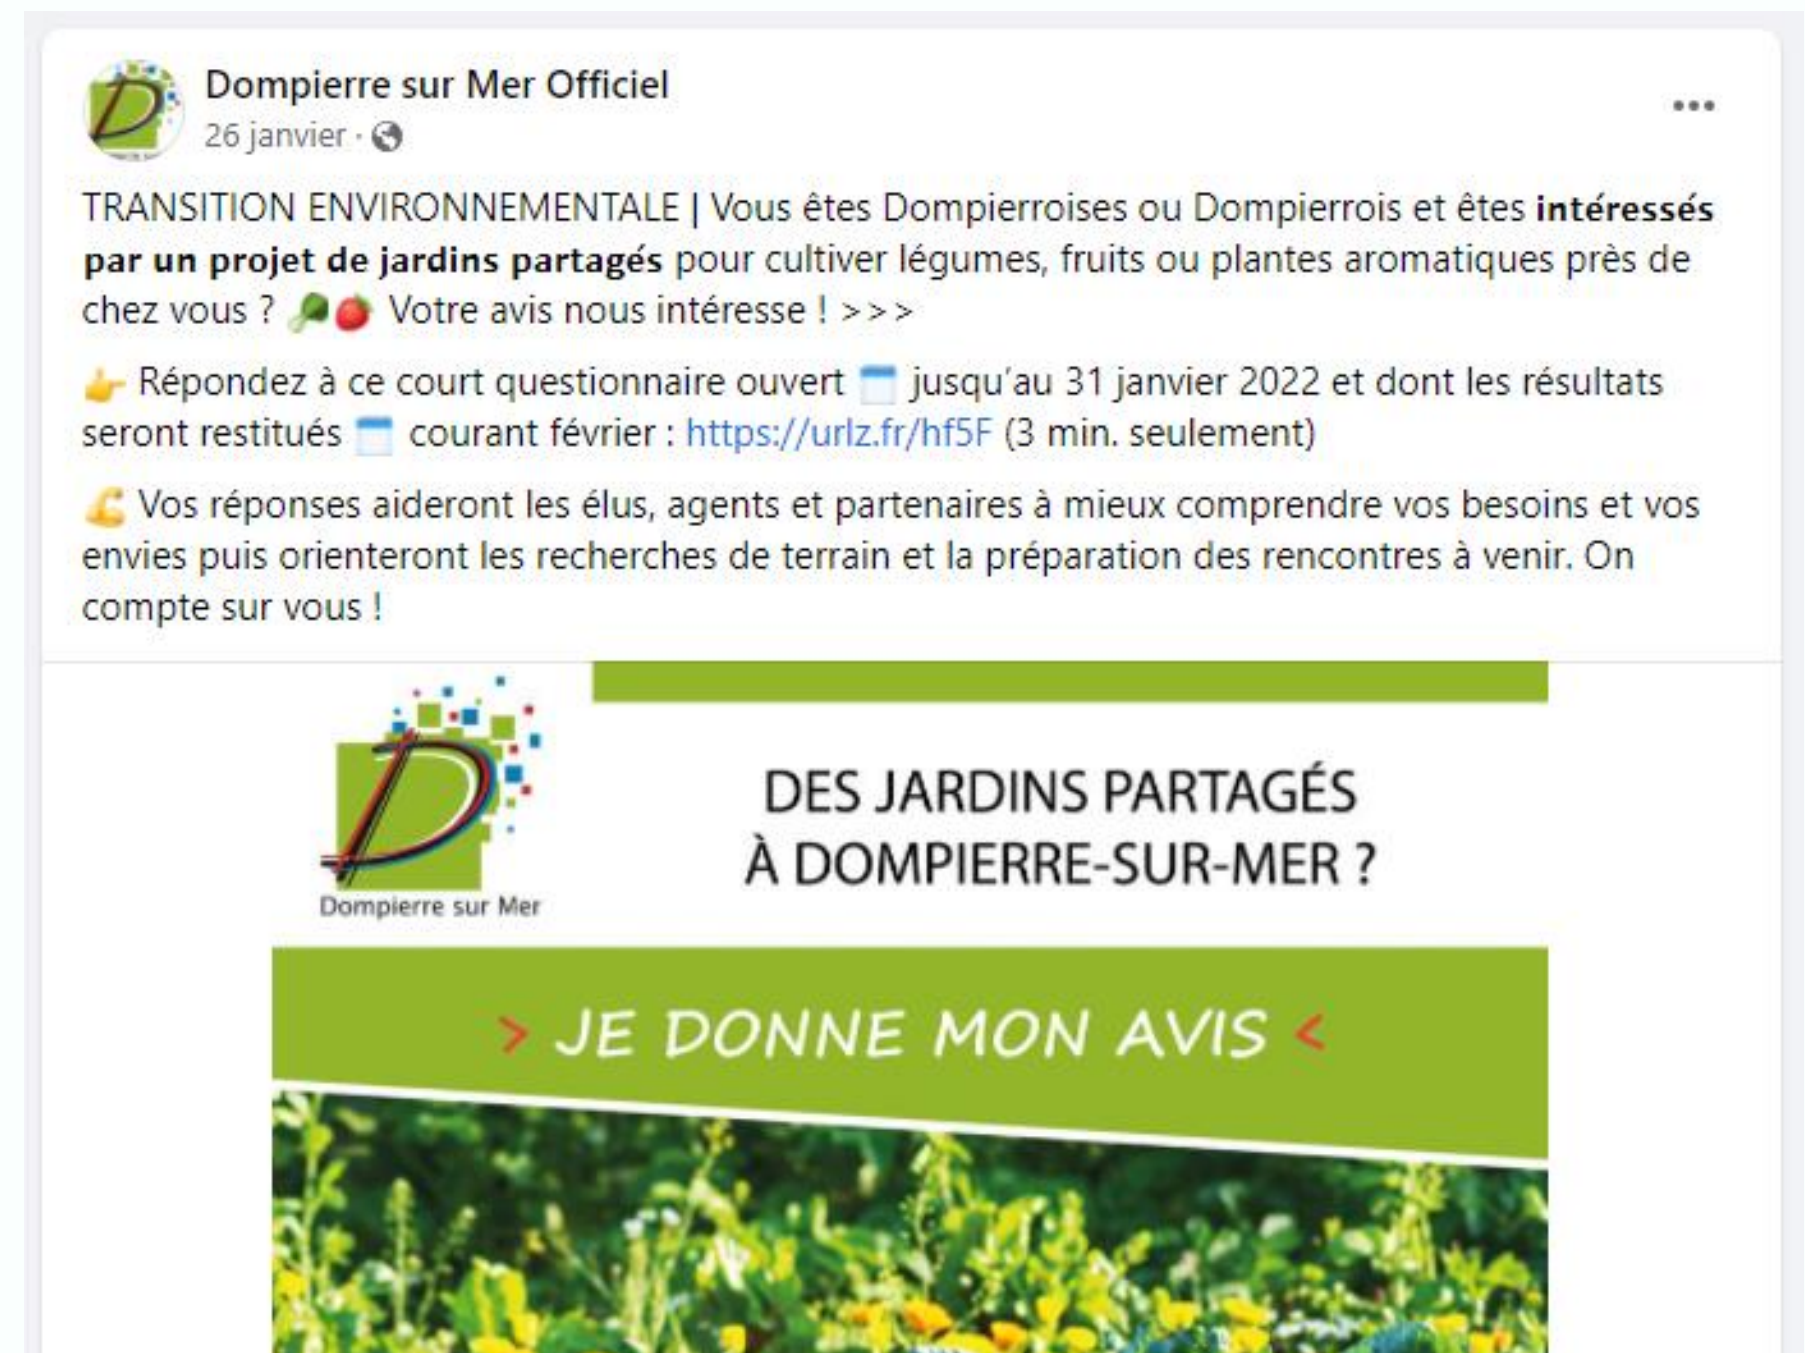 Dompierre sur Mer Officiel
26 janvier ·
TRANSITION ENVIRONNEMENTALE | Vous êtes Dompierroises ou Dompierrois et êtes intéressés
par un projet de jardins partagés pour cultiver légumes, fruits ou plantes aromatiques près de
chez vous ? 🥬🍓 Votre avis nous intéresse ! >>>
👉 Répondez à ce court questionnaire ouvert 🗓 jusqu'au 31 janvier 2022 et dont les résultats
seront restitués 🗓 courant février : https://urlz.fr/hf5F (3 min. seulement)
💪 Vos réponses aideront les élus, agents et partenaires à mieux comprendre vos besoins et vos
envies puis orienteront les recherches de terrain et la préparation des rencontres à venir. On
compte sur vous !
D
Dompierre sur Mer
DES JARDINS PARTAGÉS
À DOMPIERRE-SUR-MER ?
> JE DONNE MON AVIS <